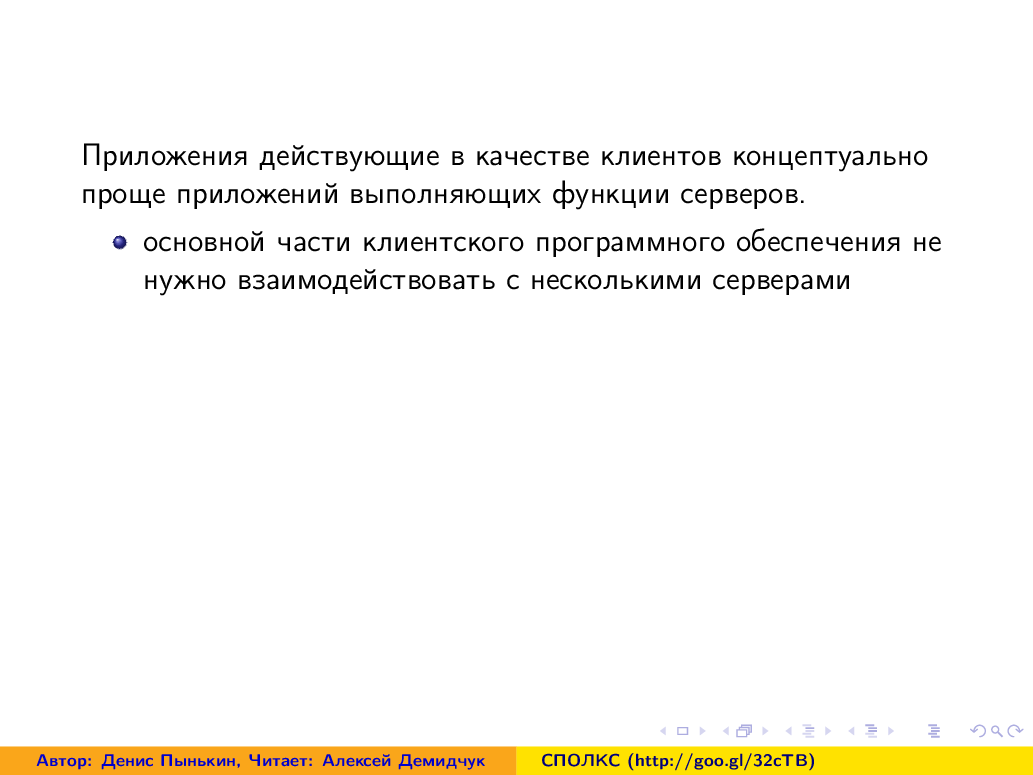 Приложения действующие в качестве клиентов концептуально
проще приложений выполняющих функции серверов.
основной части клиентского программного обеспечения не
нужно взаимодействовать с несколькими серверами
Автор: Денис Пынькин, Читает: Алексей Демидчук
СПОЛКС (http://goo.gl/32cTB)